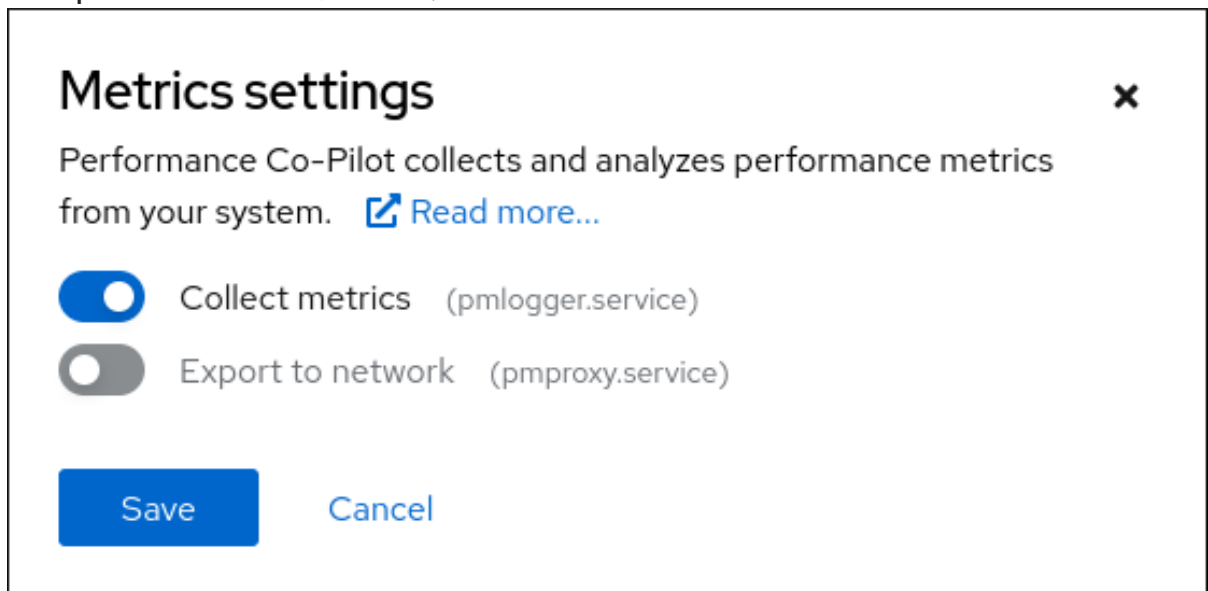 Metrics settings
Performance Co-Pilot collects and analyzes performance metrics
from your system. Read more...
Collect metrics (pmlogger.service)
Export to network (pmproxy.service)
Save Cancel